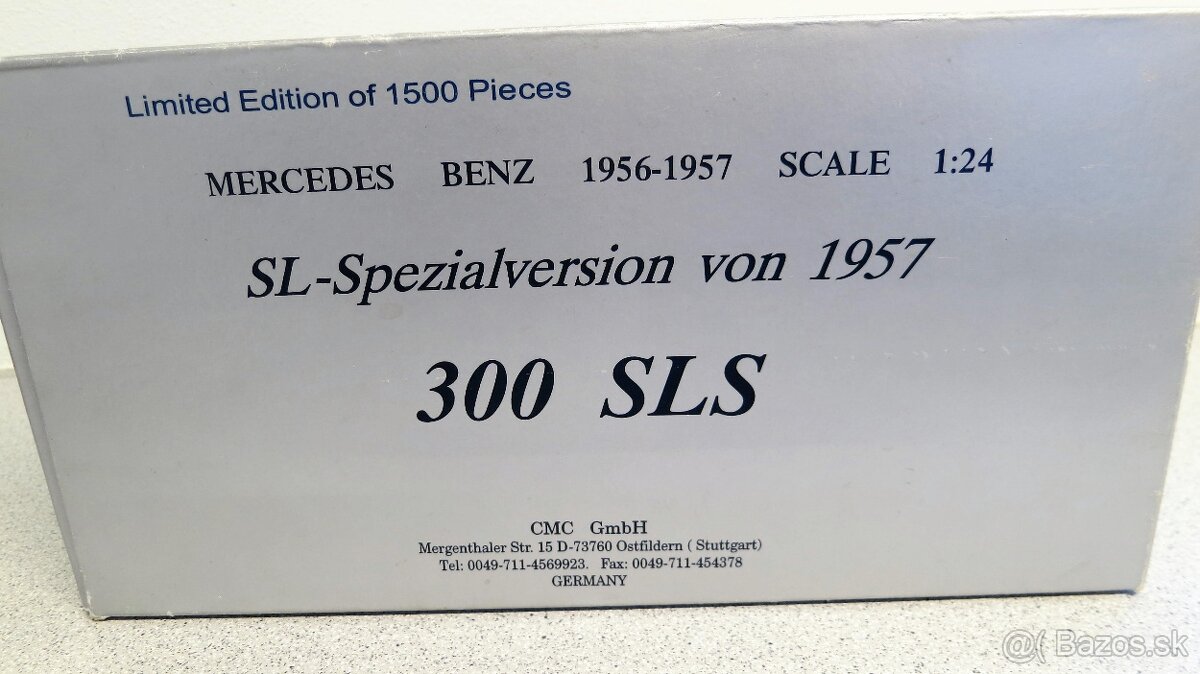 Limited Edition of 1500 Pieces
MERCEDES BENZ 1956-1957 SCALE 1:24
SL-Spezialversion von 1957
300 SLS
CMC GmbH
Mergenthaler Str. 15 D-73760 Ostfildern ( Stuttgart)
Tel: 0049-711-4569923. Fax: 0049-711-454378
GERMANY
@( Bazos.sk